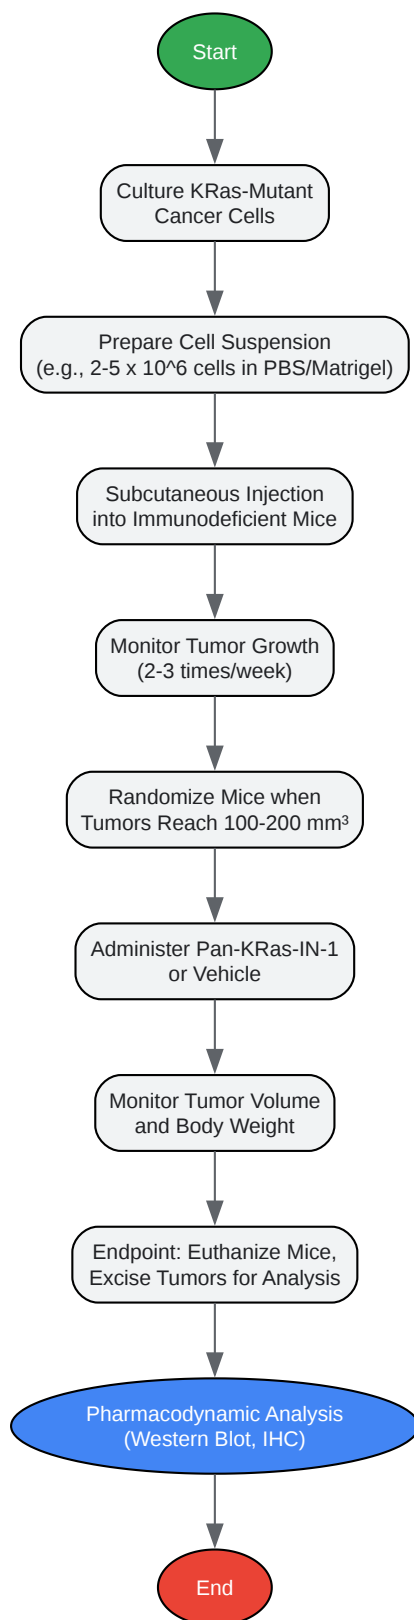 Start
Culture KRas-Mutant
Cancer Cells
Prepare Cell Suspension
(e.g., 2-5 x 10^6 cells in PBS/Matrigel)
Subcutaneous Injection
into Immunodeficient Mice
Monitor Tumor Growth
(2-3 times/week)
Randomize Mice when
Tumors Reach 100-200 mm³
Administer Pan-KRas-IN-1
or Vehicle
Monitor Tumor Volume
and Body Weight
Endpoint: Euthanize Mice,
Excise Tumors for Analysis
Pharmacodynamic Analysis
(Western Blot, IHC)
End